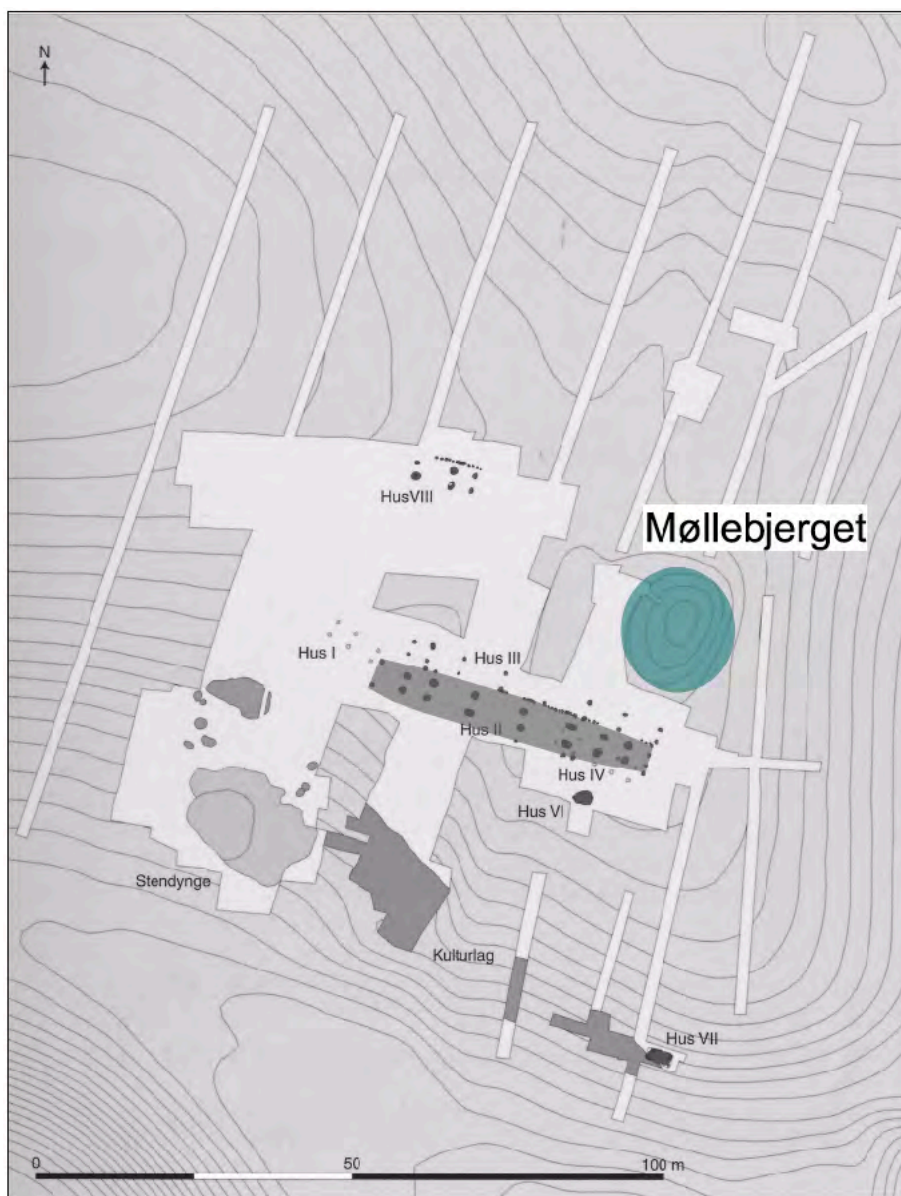 N
HusVIII
Møllebjerget
Hus I
Hus III
Hus II
Hus IV
Hus VI
Stendynge
Kulturlag
Hus VII
0 50 100 m